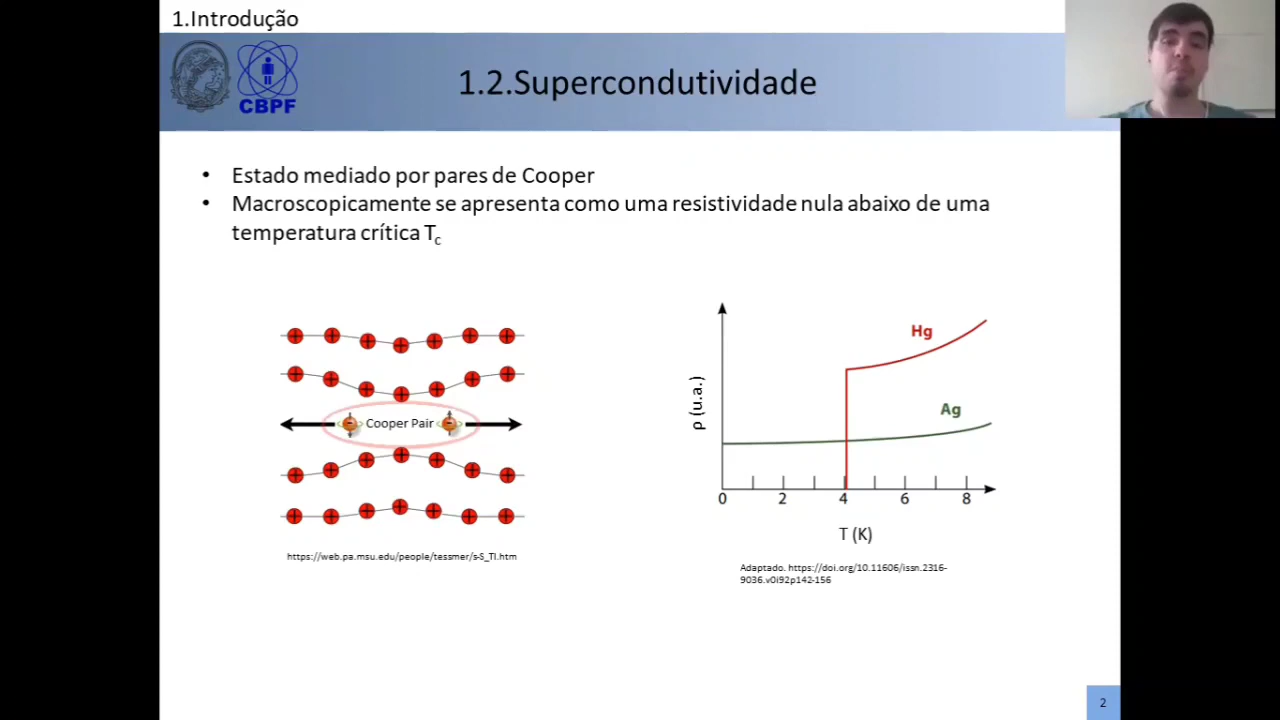 1.Introdução
CBPF
1.2.Supercondutividade
• Estado mediado por pares de Cooper
• Macroscopicamente se apresenta como uma resistividade nula abaixo de uma
temperatura crítica Tc
Cooper Pair
https://web.pa.msu.edu/people/tessmer/s-S_TI.htm
Hg
Ag
ρ (u.a.)
0 2 4 6 8
T (K)
Adaptado. https://doi.org/10.11606/issn.2316-
9036.v0i92p142-156
2